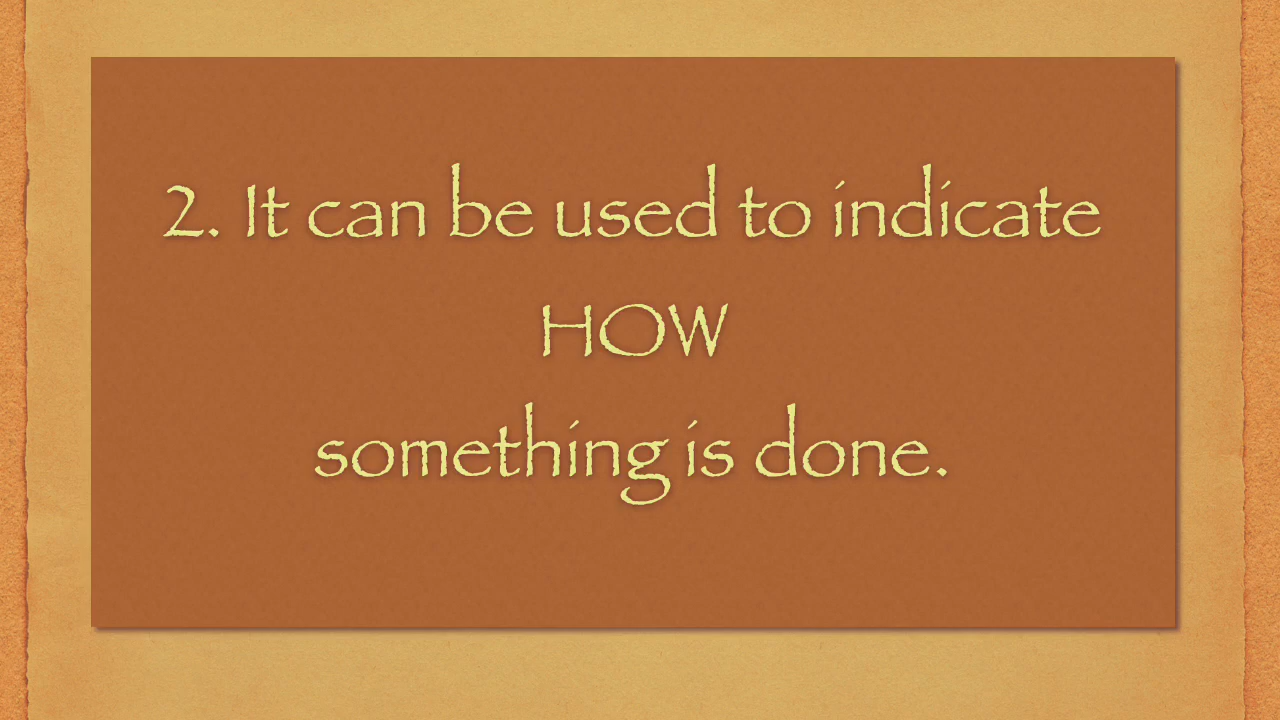 2. It can be used to indicate
HOW
something is done.